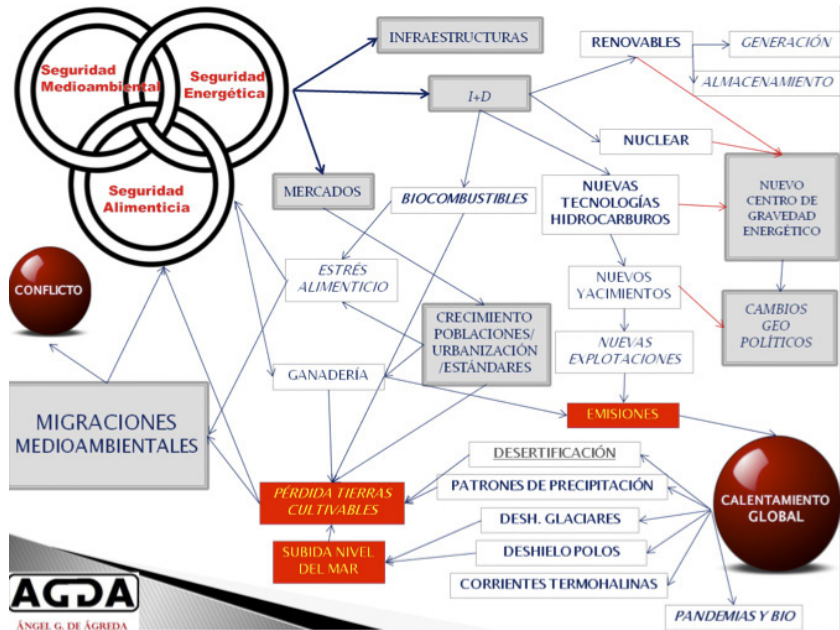 Seguridad
Medioambiental
Seguridad
Energética
Seguridad
Alimenticia
INFRAESTRUCTURAS
I+D
MERCADOS
RENOVABLES
GENERACIÓN
ALMACENAMIENTO
NUCLEAR
BIOCOMBUSTIBLES
NUEVAS
TECNOLOGÍAS
HIDROCARBUROS
NUEVO
CENTRO DE
GRAVEDAD
ENERGÉTICO
ESTRÉS
ALIMENTICIO
NUEVOS
YACIMIENTOS
CONFLICTO
CRECIMIENTO
POBLACIONES/
URBANIZACIÓN
/ESTÁNDARES
CAMBIOS
GEO
POLÍTICOS
NUEVAS
EXPLOTACIONES
GANADERÍA
EMISIONES
MIGRACIONES
MEDIOAMBIENTALES
DESERTIFICACIÓN
PATRONES DE PRECIPITACIÓN
PÉRDIDA TIERRAS
CULTIVABLES
CALENTAMIENTO
GLOBAL
DESH. GLACIARES
SUBIDA NIVEL
DEL MAR
DESHIELO POLOS
CORRIENTES TERMOHALINAS
PANDEMIAS Y BIO
AGDA
ÁNGEL G. DE ÁGREDA